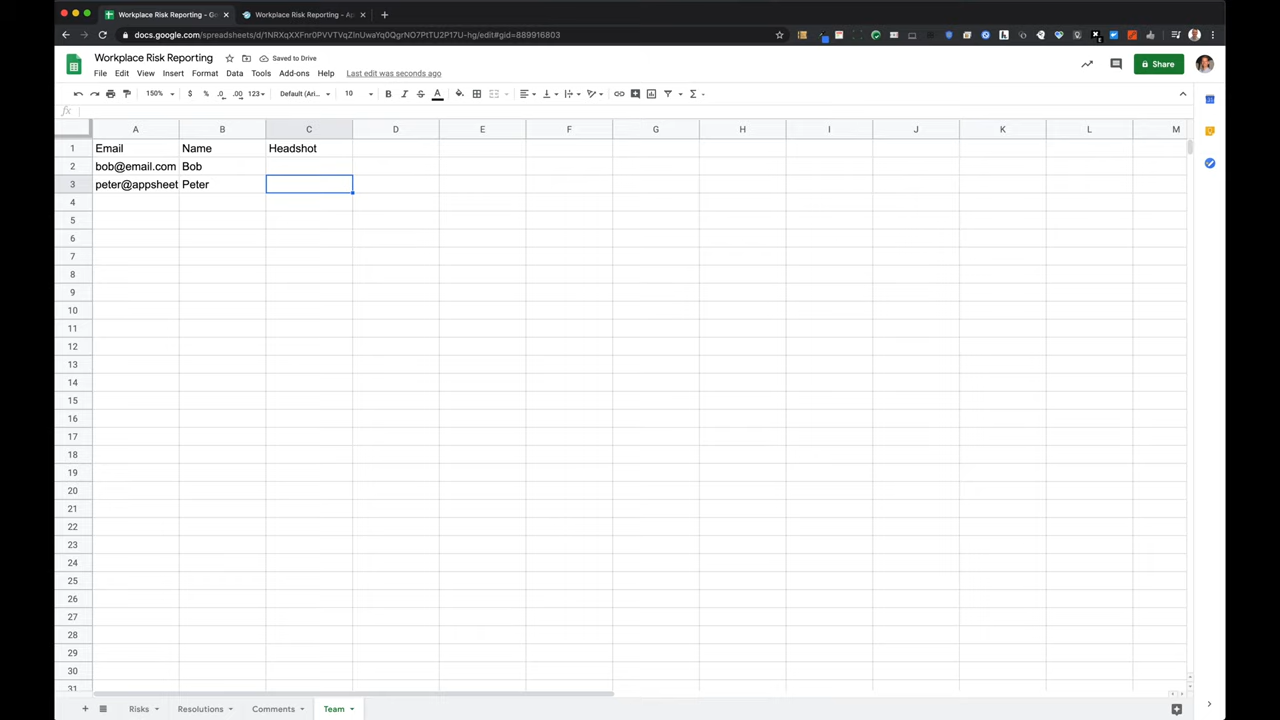 Workplace Risk Reporting - Go
Workplace Risk Reporting - Ap
docs.google.com/spreadsheets/d/1NRXqXXFnr0PVVTVqZInUwaYq0QgrNO7PtTU2P17U-hg/edit#gid=889916803
Workplace Risk Reporting
Saved to Drive
File Edit View Insert Format Data Tools Add-ons Help Last edit was seconds ago
Share
150% $ % .0 .00 123 Default (Ari... 10 B I S A Σ
fx
A B C D E F G H I J K L M
1 Email Name Headshot
2 bob@email.com Bob
3 peter@appsheet Peter
4
5
6
7
8
9
10
11
12
13
14
15
16
17
18
19
20
21
22
23
24
25
26
27
28
29
30
31
Risks Resolutions Comments Team